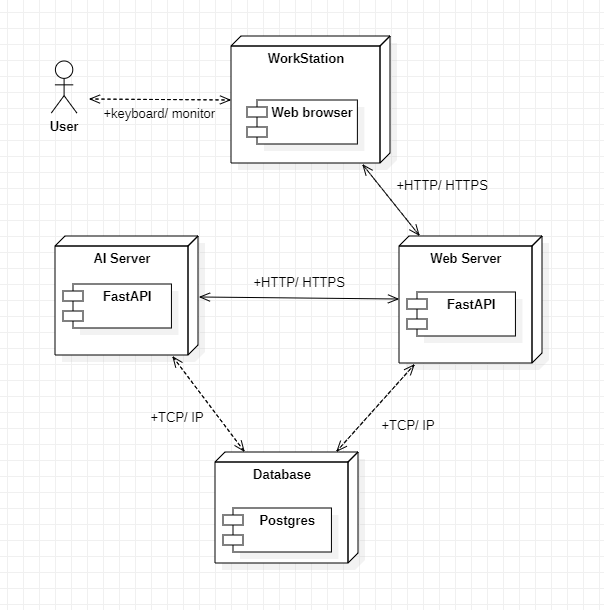 WorkStation
Web browser
User
+keyboard/ monitor
+HTTP/ HTTPS
AI Server
FastAPI
+HTTP/ HTTPS
Web Server
FastAPI
+TCP/ IP
+TCP/ IP
Database
Postgres